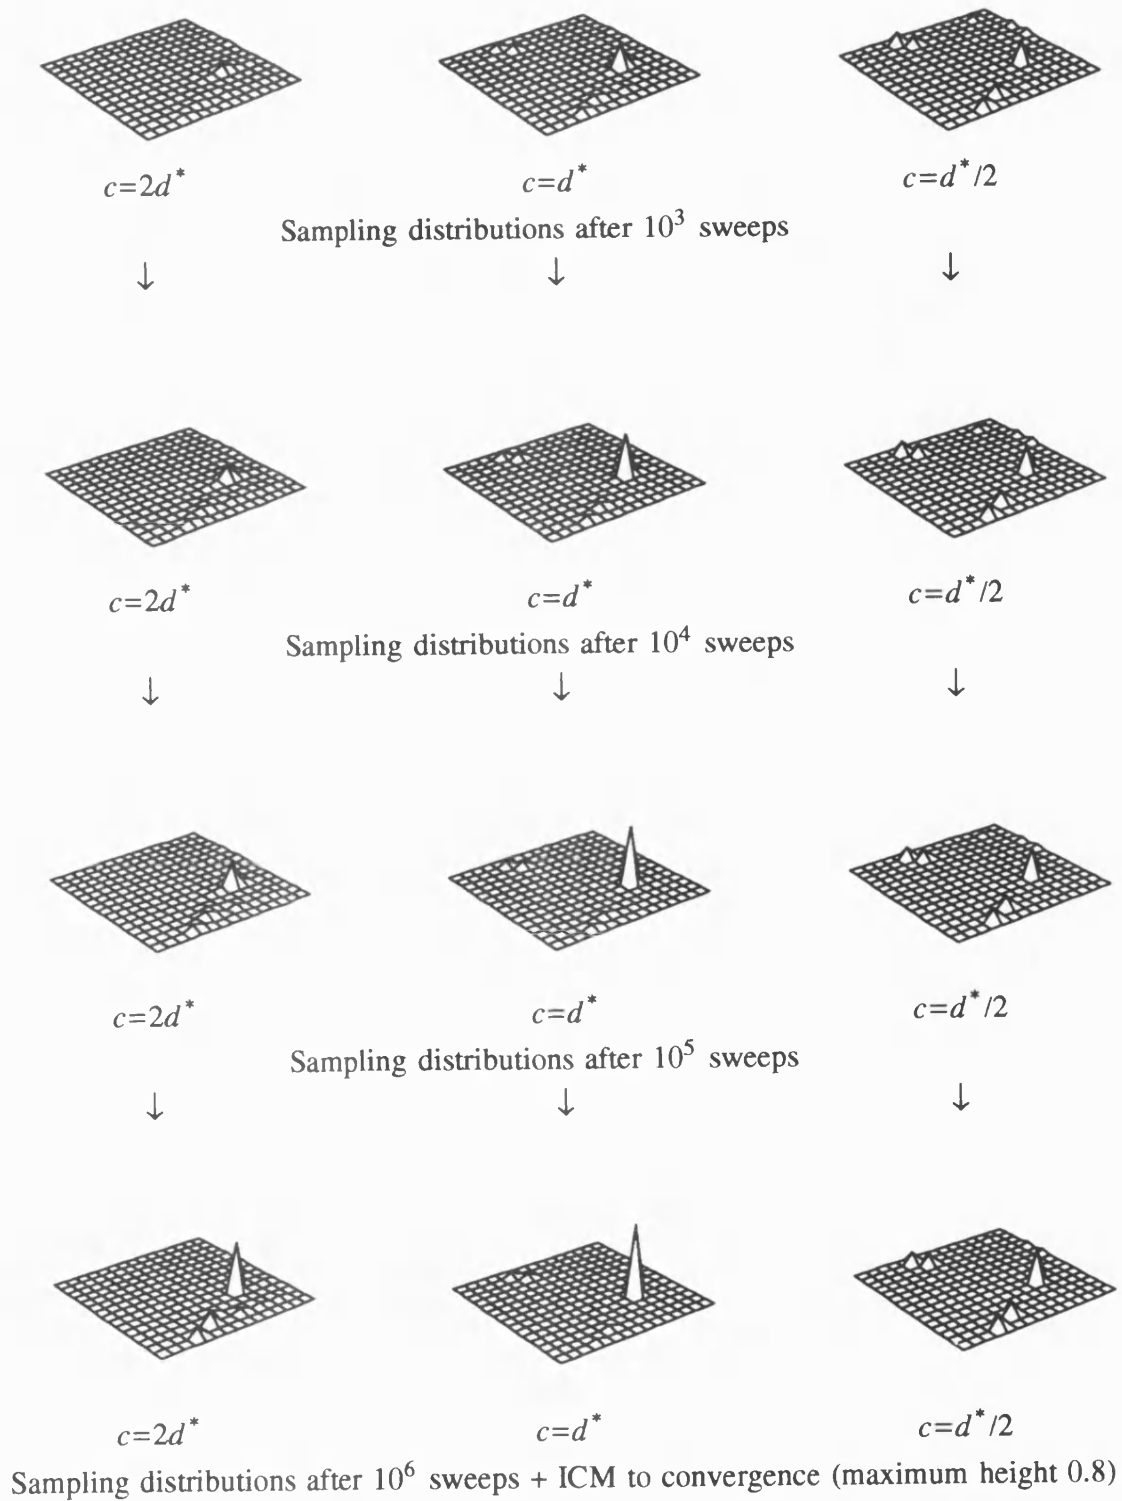 c=2d* c=d* c=d*/2
Sampling distributions after 10³ sweeps
↓ ↓ ↓
c=2d* c=d* c=d*/2
Sampling distributions after 10⁴ sweeps
↓ ↓ ↓
c=2d* c=d* c=d*/2
Sampling distributions after 10⁵ sweeps
↓ ↓ ↓
c=2d* c=d* c=d*/2
Sampling distributions after 10⁶ sweeps + ICM to convergence (maximum height 0.8)